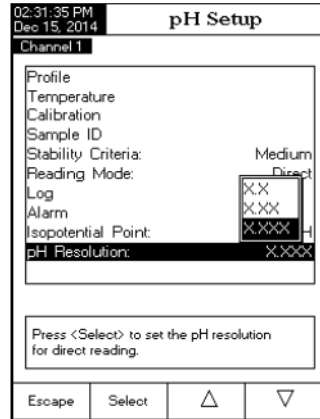 02:31:35 PM
Dec 15, 2014
pH Setup
Channel 1
Profile
Temperature
Calibration
Sample ID
Stability Criteria: Medium
Reading Mode: Direct
Log
X.X
Alarm
X.XX
Isopotential Point: X.XXX H
pH Resolution: X.XXX
Press <Select> to set the pH resolution
for direct reading.
Escape Select △ ▽